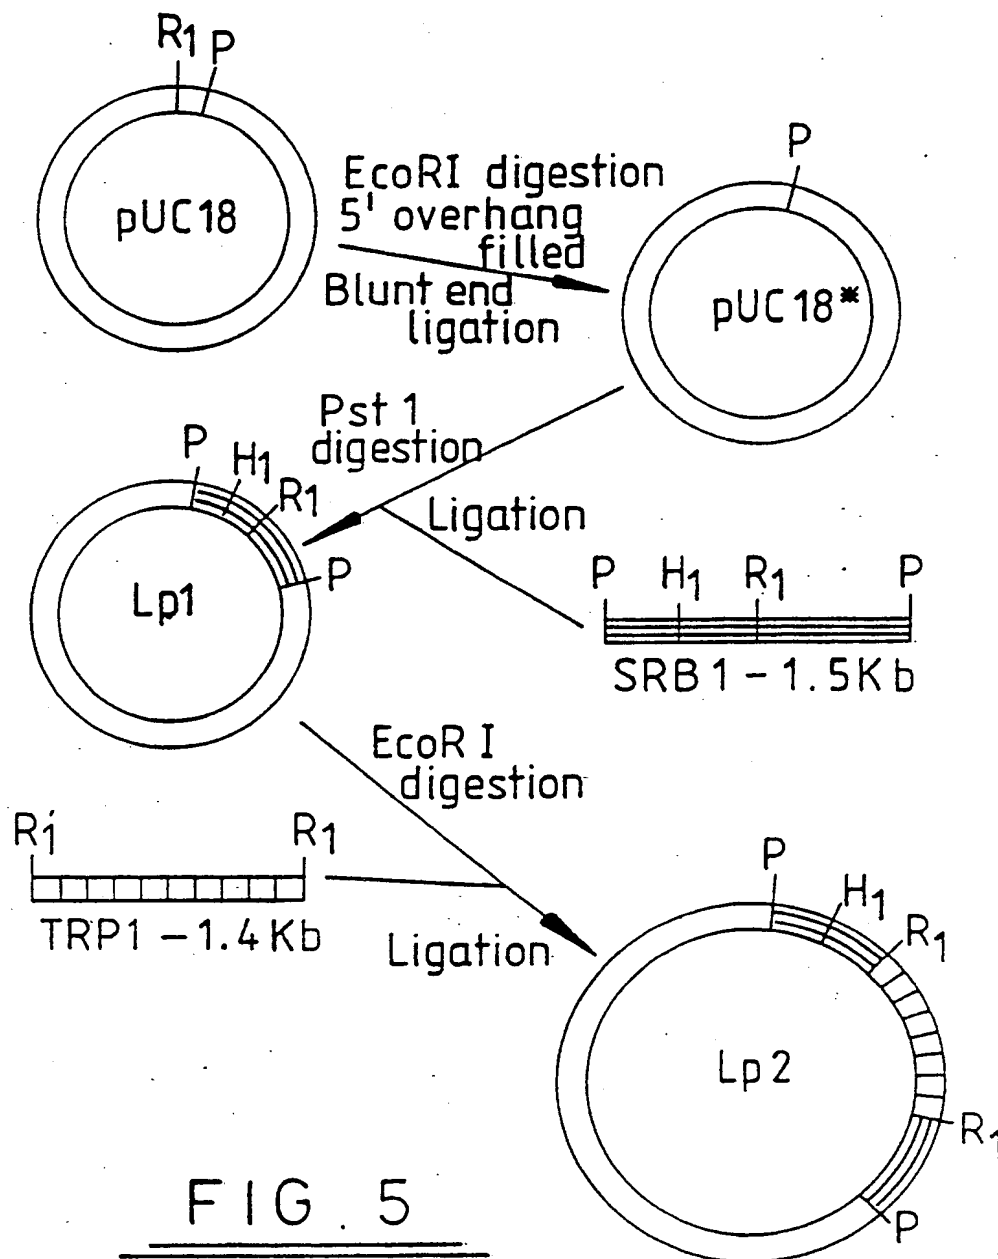 R1 P
pUC18
EcoRI digestion
5' overhang
filled
Blunt end
ligation
P
pUC18*
Pst 1
digestion
Ligation
P H1 R1 P
Lp1
P H1 R1 P
SRB1-1.5Kb
EcoR I
digestion
R1 R1
TRP1-1.4Kb
Ligation
P H1 R1
Lp2
R1
P
FIG. 5